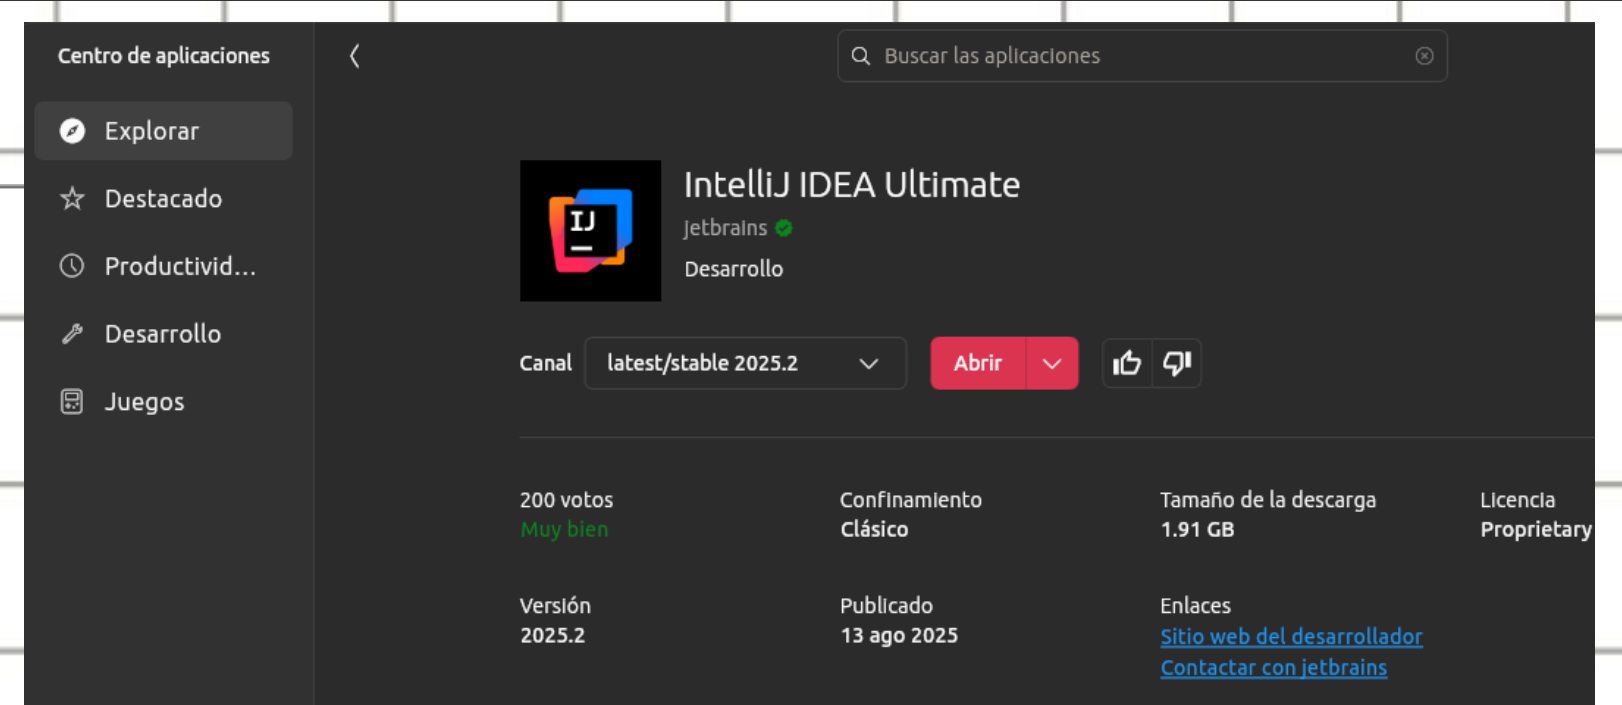 Centro de aplicaciones
Buscar las aplicaciones
Explorar
Destacado
Productivid...
Desarrollo
Juegos
IJ
IntelliJ IDEA Ultimate
jetbrains
Desarrollo
Canal
latest/stable 2025.2
Abrir
200 votos
Muy bien
Confinamiento
Clásico
Tamaño de la descarga
1.91 GB
Licencia
Proprietary
Versión
2025.2
Publicado
13 ago 2025
Enlaces
Sitio web del desarrollador
Contactar con jetbrains